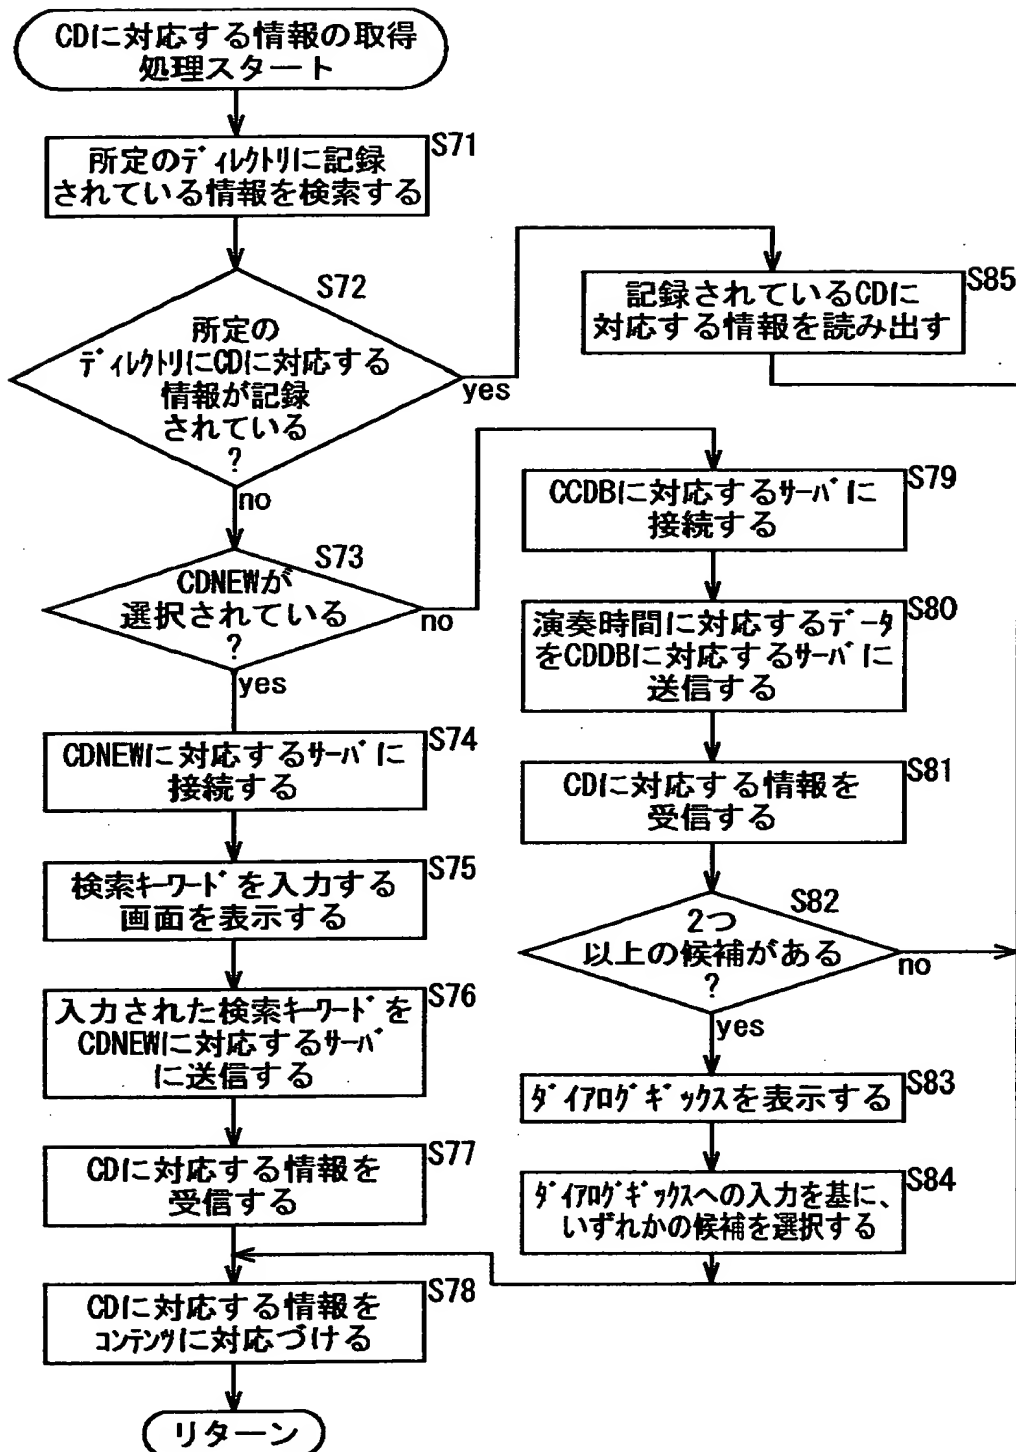 CDに対応する情報の取得
処理スタート
S71
所定のディレクトリに記録
されている情報を検索する
S72
所定の
ディレクトリにCDに対応する
情報が記録
されている
?
yes
no
S85
記録されているCDに
対応する情報を読み出す
S73
CDNEWが
選択されている
?
no
yes
S74
CDNEWに対応するサーバに
接続する
S75
検索キーワードを入力する
画面を表示する
S76
入力された検索キーワードを
CDNEWに対応するサーバ
に送信する
S77
CDに対応する情報を
受信する
S79
CCDBに対応するサーバに
接続する
S80
演奏時間に対応するデータ
をCDDBに対応するサーバに
送信する
S81
CDに対応する情報を
受信する
S82
2つ
以上の候補がある
?
no
yes
S83
ダイアログギックスを表示する
S84
ダイアログギックスへの入力を基に、
いずれかの候補を選択する
S78
CDに対応する情報を
コンテンツに対応づける
リターン